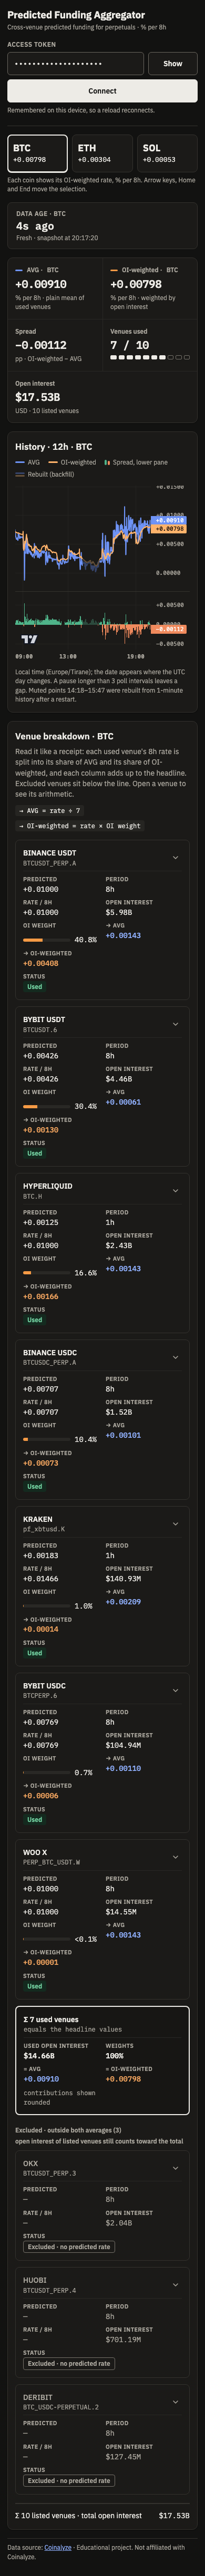 Predicted Funding Aggregator
Cross-venue predicted funding for perpetuals · % per 8h
ACCESS TOKEN
Show
Connect
Remembered on this device, so a reload reconnects.
BTC
+0.00798
ETH
+0.00304
SOL
+0.00053
Each coin shows its OI-weighted rate, % per 8h. Arrow keys, Home
and End move the selection.
DATA AGE · BTC
4s ago
Fresh · snapshot at 20:17:20
AVG · BTC
+0.00910
% per 8h · plain mean of
used venues
OI-weighted · BTC
+0.00798
% per 8h · weighted by
open interest
Spread
−0.00112
pp · OI-weighted − AVG
Venues used
7 / 10
Open interest
$17.53B
USD · 10 listed venues
History · 12h · BTC
AVG
OI-weighted
Spread, lower pane
Rebuilt (backfill)
+0.01500
+0.01000
+0.00910
+0.00798
+0.00500
0.00000
+0.00500
−0.00112
−0.00500
09:00
13:00
19:00
Local time (Europe/Tirane); the date appears where the UTC
day changes. A pause longer than 3 poll intervals leaves a
gap. Muted points 14:18–15:47 were rebuilt from 1-minute
history after a restart.
Venue breakdown · BTC
Read it like a receipt: each used venue's 8h rate is
split into its share of AVG and its share of OI-
weighted, and each column adds up to the headline.
Excluded venues sit below the line. Open a venue to
see its arithmetic.
→ AVG = rate ÷ 7
→ OI-weighted = rate × OI weight
BINANCE USDT
BTCUSDT_PERP.A
PREDICTED
+0.01000
PERIOD
8h
RATE / 8H
+0.01000
OPEN INTEREST
$5.98B
OI WEIGHT
40.8%
→ AVG
+0.00143
→ OI-WEIGHTED
+0.00408
STATUS
Used
BYBIT USDT
BTCUSDT.6
PREDICTED
+0.00426
PERIOD
8h
RATE / 8H
+0.00426
OPEN INTEREST
$4.46B
OI WEIGHT
30.4%
→ AVG
+0.00061
→ OI-WEIGHTED
+0.00130
STATUS
Used
HYPERLIQUID
BTC.H
PREDICTED
+0.00125
PERIOD
1h
RATE / 8H
+0.01000
OPEN INTEREST
$2.43B
OI WEIGHT
16.6%
→ AVG
+0.00143
→ OI-WEIGHTED
+0.00166
STATUS
Used
BINANCE USDC
BTCUSDC_PERP.A
PREDICTED
+0.00707
PERIOD
8h
RATE / 8H
+0.00707
OPEN INTEREST
$1.52B
OI WEIGHT
10.4%
→ AVG
+0.00101
→ OI-WEIGHTED
+0.00073
STATUS
Used
KRAKEN
pf_xbtusd.K
PREDICTED
+0.00183
PERIOD
1h
RATE / 8H
+0.01466
OPEN INTEREST
$140.93M
OI WEIGHT
1.0%
→ AVG
+0.00209
→ OI-WEIGHTED
+0.00014
STATUS
Used
BYBIT USDC
BTCPERP.6
PREDICTED
+0.00769
PERIOD
8h
RATE / 8H
+0.00769
OPEN INTEREST
$104.94M
OI WEIGHT
0.7%
→ AVG
+0.00110
→ OI-WEIGHTED
+0.00006
STATUS
Used
WOO X
PERP_BTC_USDT.W
PREDICTED
+0.01000
PERIOD
8h
RATE / 8H
+0.01000
OPEN INTEREST
$14.55M
OI WEIGHT
<0.1%
→ AVG
+0.00143
→ OI-WEIGHTED
+0.00001
STATUS
Used
Σ 7 used venues
equals the headline values
USED OPEN INTEREST
$14.66B
WEIGHTS
100%
= AVG
+0.00910
= OI-WEIGHTED
+0.00798
contributions shown
rounded
Excluded · outside both averages (3)
open interest of listed venues still counts toward the total
OKX
BTCUSDT_PERP.3
PREDICTED
—
PERIOD
8h
RATE / 8H
—
OPEN INTEREST
$2.04B
STATUS
Excluded · no predicted rate
HUOBI
BTCUSDT_PERP.4
PREDICTED
—
PERIOD
8h
RATE / 8H
—
OPEN INTEREST
$701.19M
STATUS
Excluded · no predicted rate
DERIBIT
BTC_USDC-PERPETUAL.2
PREDICTED
—
PERIOD
8h
RATE / 8H
—
OPEN INTEREST
$127.45M
STATUS
Excluded · no predicted rate
Σ 10 listed venues · total open interest $17.53B
Data source: Coinalyze · Educational project. Not affiliated with
Coinalyze.